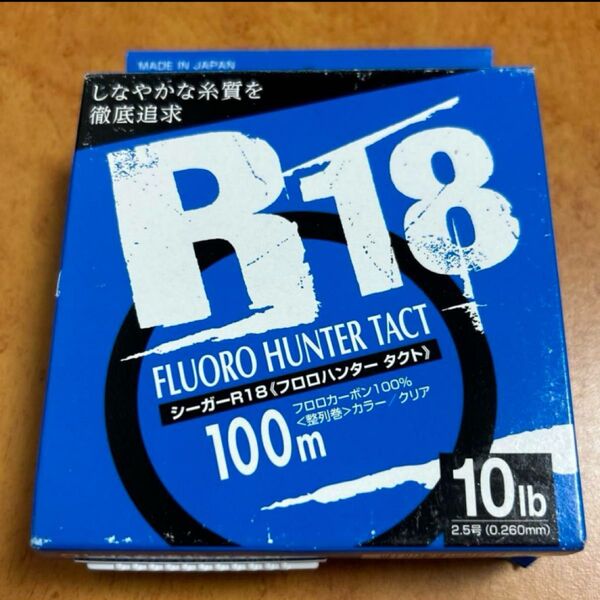 MADE IN JAPAN
しなやかな糸質を
徹底追求
R18
FLUORO HUNTER TACT
シーガーR18《フロロハンター タクト》
100m
フロロカーボン100%
<整列巻>カラー/クリア
10lb
2.5号(0.260mm)